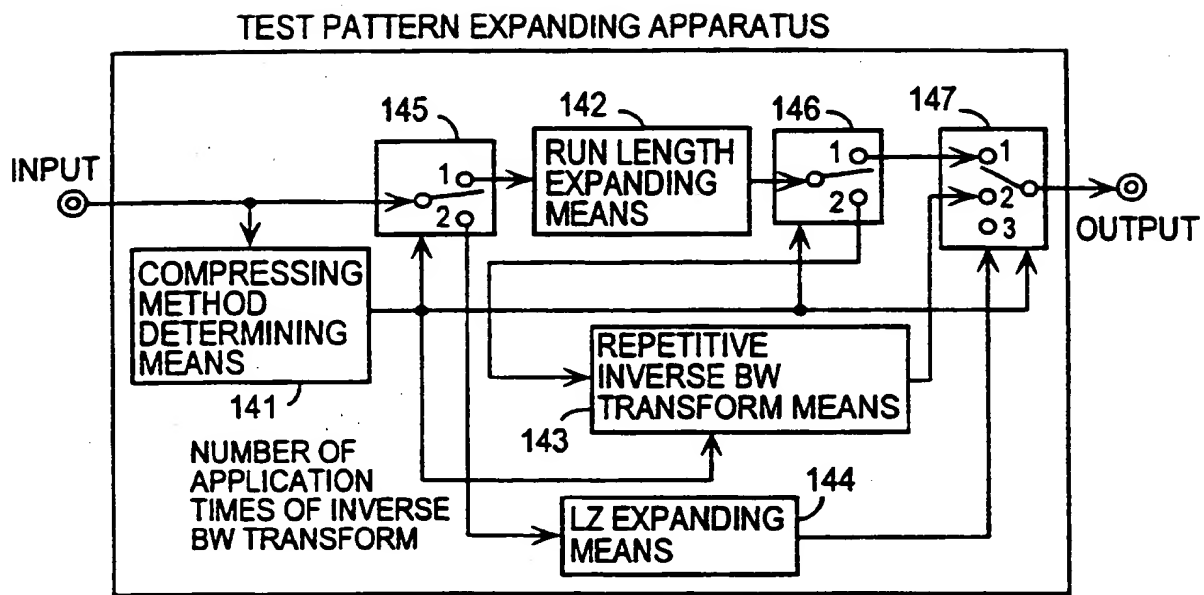 TEST PATTERN EXPANDING APPARATUS
145
142
146
147
INPUT
1
2
RUN LENGTH
EXPANDING
MEANS
1
2
1
2
3
OUTPUT
COMPRESSING
METHOD
DETERMINING
MEANS
141
REPETITIVE
INVERSE BW
TRANSFORM MEANS
143
NUMBER OF
APPLICATION
TIMES OF INVERSE
BW TRANSFORM
144
LZ EXPANDING
MEANS